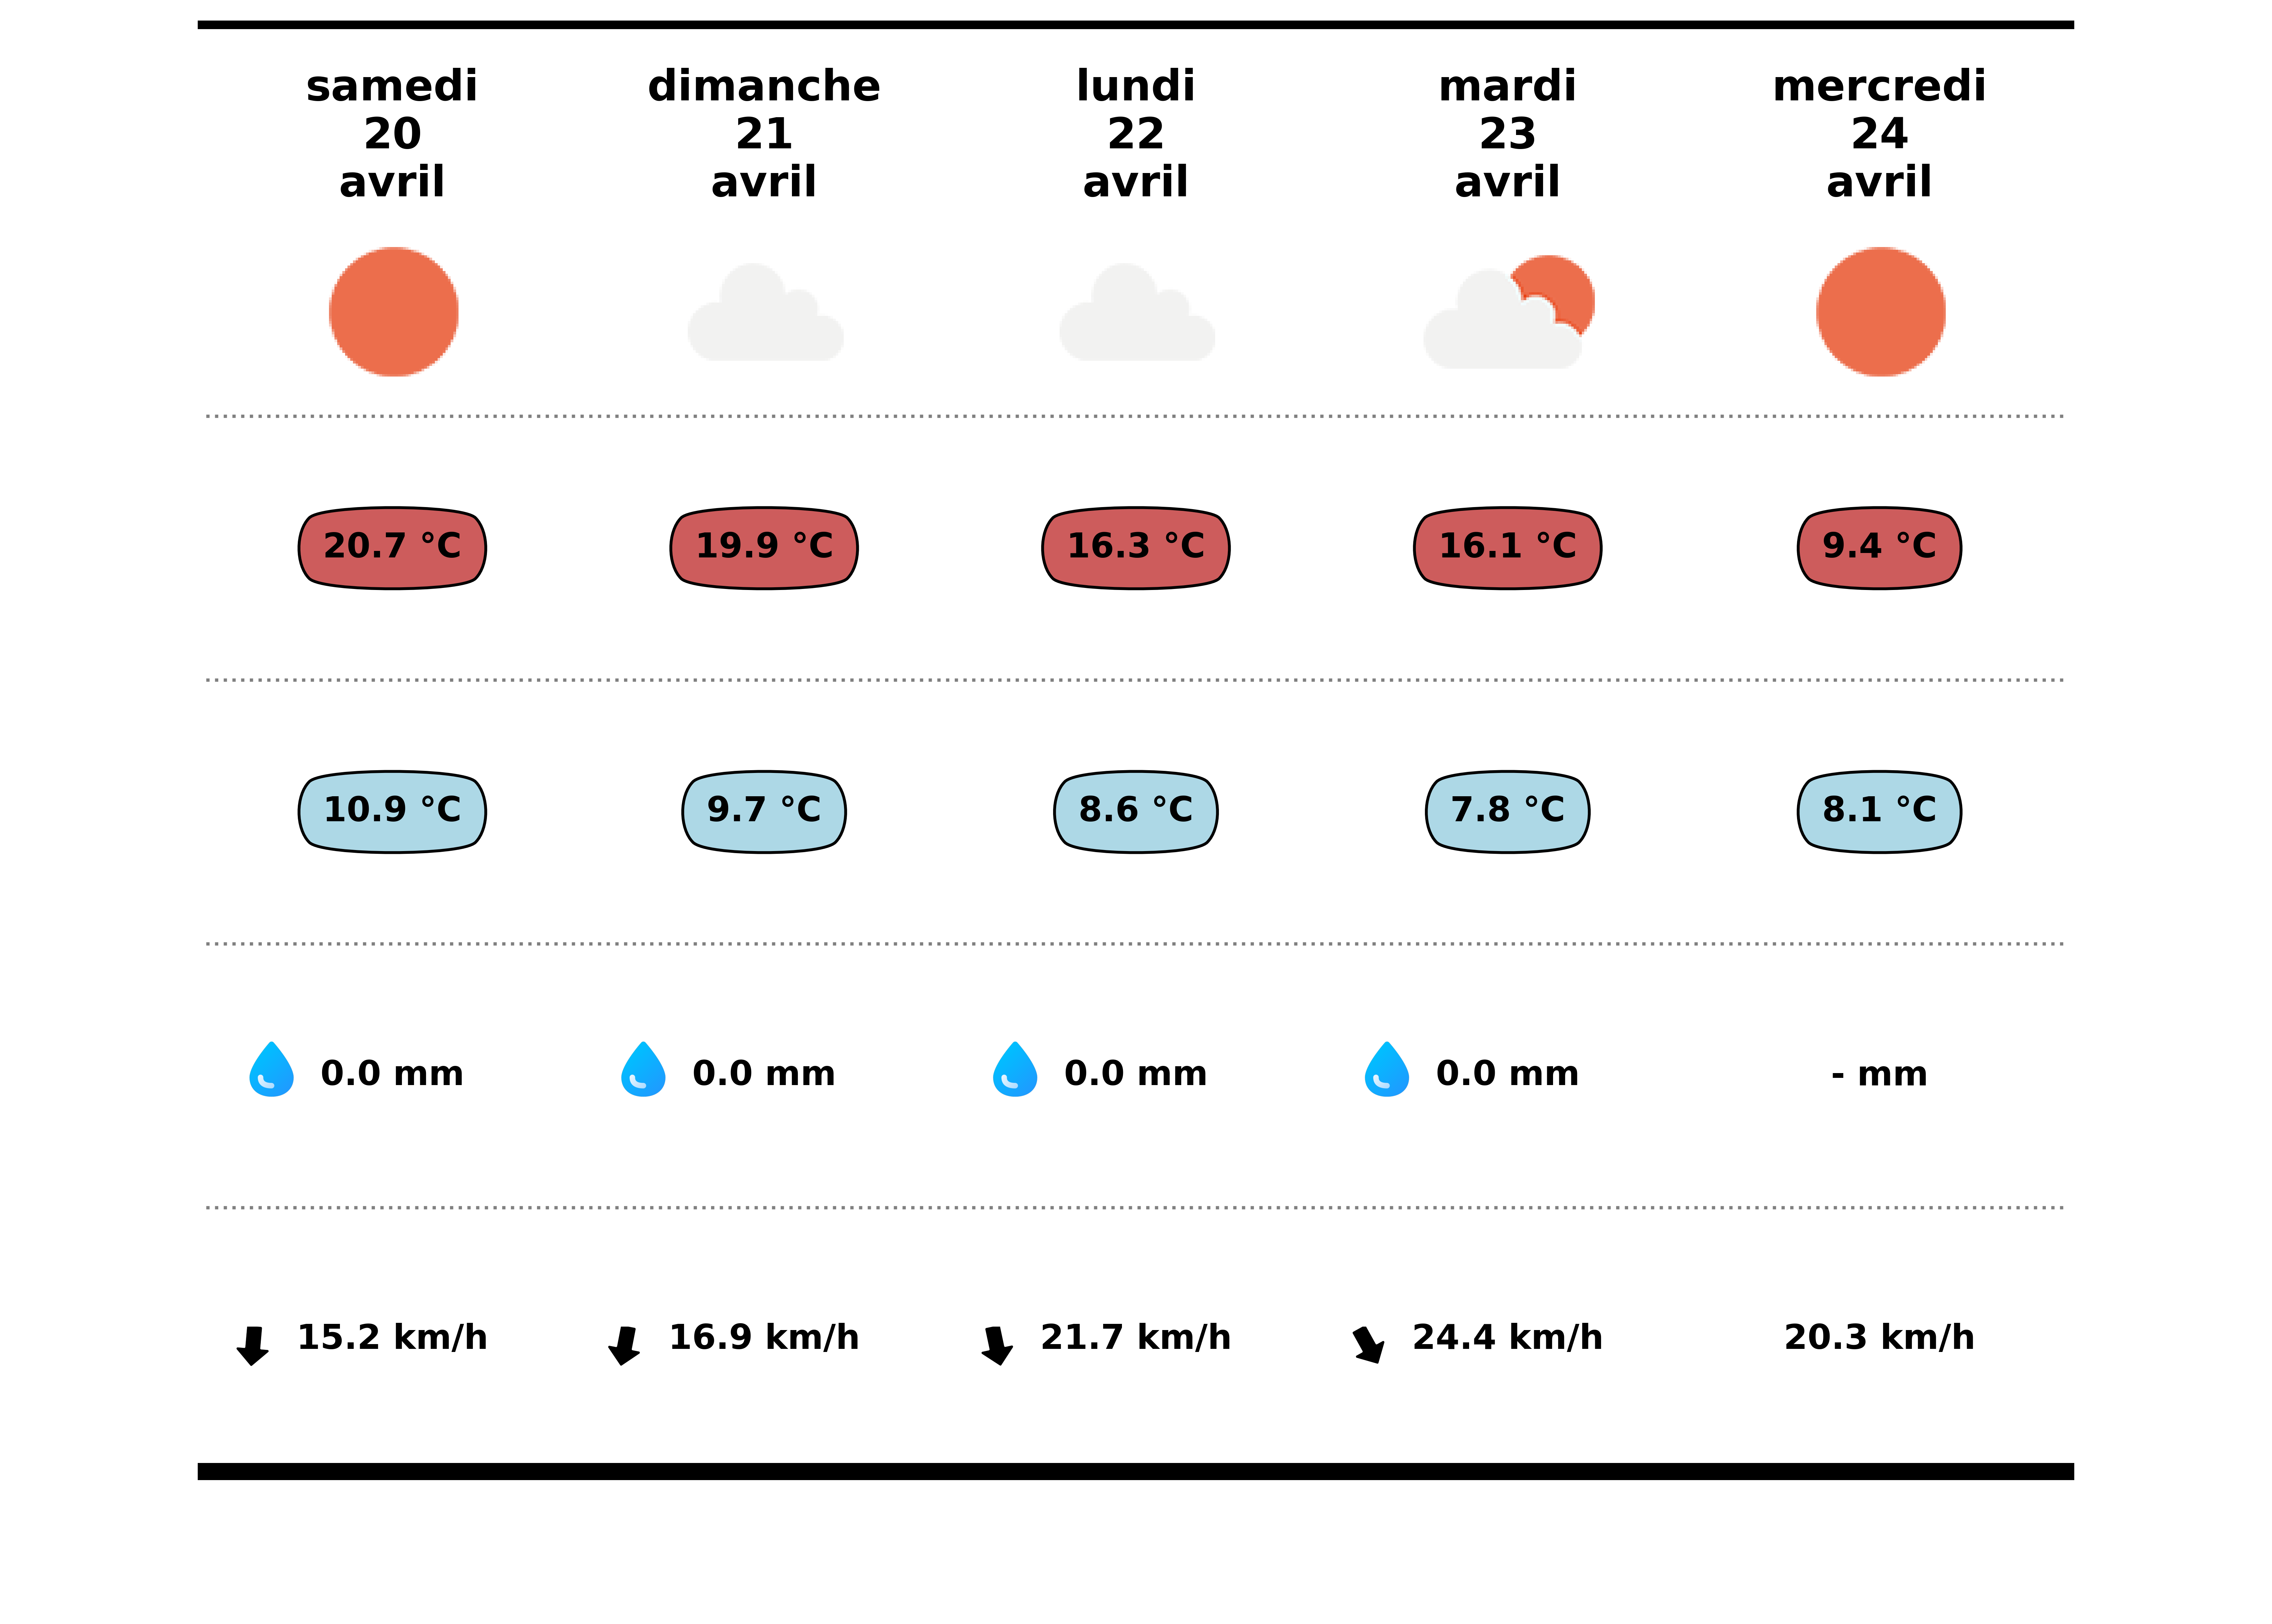 samedi dimanche lundi mardi mercredi
20 21 22 23 24
avril avril avril avril avril
20.7 °C 19.9 °C 16.3 °C 16.1 °C 9.4 °C
10.9 °C 9.7 °C 8.6 °C 7.8 °C 8.1 °C
0.0 mm 0.0 mm 0.0 mm 0.0 mm - mm
15.2 km/h 16.9 km/h 21.7 km/h 24.4 km/h 20.3 km/h